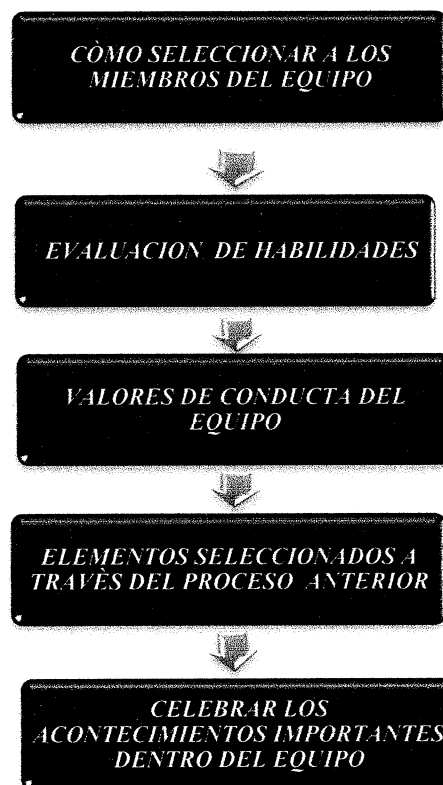 CÒMO SELECCIONAR A LOS
MIEMBROS DEL EQUIPO
EVALUACION DE HABILIDADES
VALORES DE CONDUCTA DEL
EQUIPO
ELEMENTOS SELECCIONADOS A
TRAVÈS DEL PROCESO ANTERIOR
CELEBRAR LOS
ACONTECIMIENTOS IMPORTANTES
DENTRO DEL EQUIPO